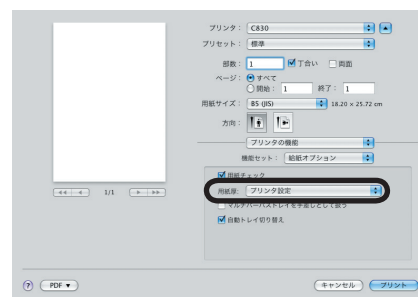 プリンタ： C830
プリセット： 標準
部数： 1 丁合い 両面
ページ： すべて
開始： 1 終了： 1
用紙サイズ： B5 (JIS) 18.20 x 25.72 cm
方向：
プリンタの機能
機能セット： 給紙オプション
用紙チェック
用紙厚： プリンタ設定
マルチパーパストレイを手差しとして扱う
自動トレイ切り替え
1/1
? PDF キャンセル プリント